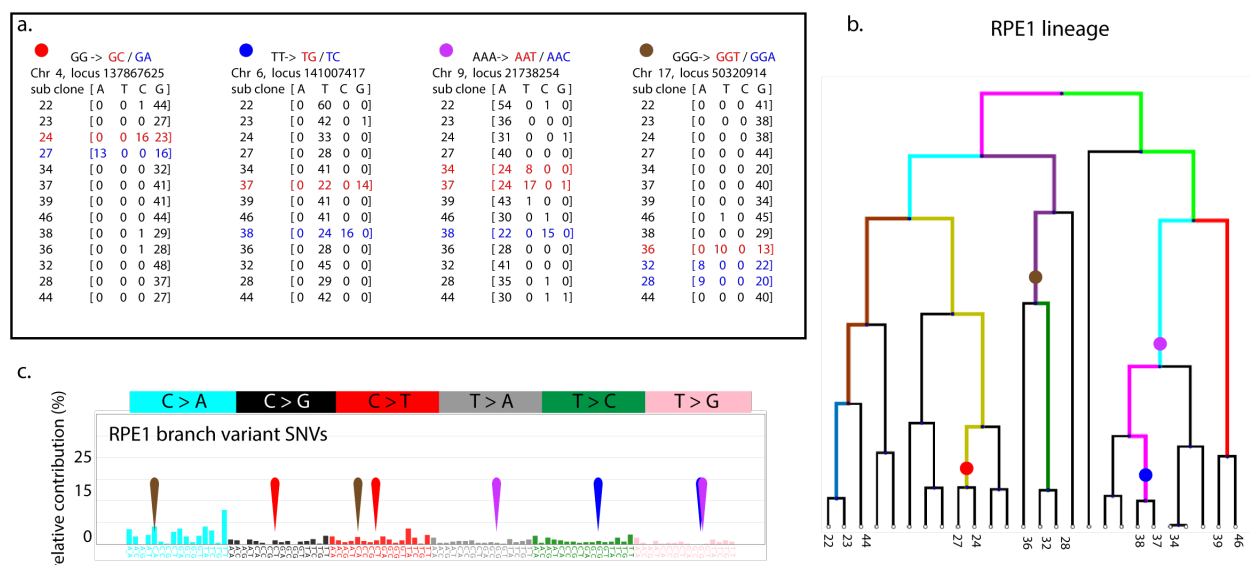 a.
GG -> GC / GA
Chr 4, locus 137867625
sub clone [ A T C G ]
22 [ 0 0 1 44]
23 [ 0 0 0 27]
24 [ 0 0 16 23]
27 [13 0 0 16]
34 [ 0 0 0 32]
37 [ 0 0 0 41]
39 [ 0 0 0 41]
46 [ 0 0 0 44]
38 [ 0 0 1 29]
36 [ 0 0 1 28]
32 [ 0 0 0 48]
28 [ 0 0 0 37]
44 [ 0 0 0 27]
TT-> TG / TC
Chr 6, locus 141007417
sub clone [ A T C G ]
22 [ 0 60 0 0]
23 [ 0 42 0 1]
24 [ 0 33 0 0]
27 [ 0 28 0 0]
34 [ 0 41 0 0]
37 [ 0 22 0 14]
39 [ 0 41 0 0]
46 [ 0 41 0 0]
38 [ 0 24 16 0]
36 [ 0 41 0 0]
32 [ 0 45 0 0]
28 [ 0 29 0 0]
44 [ 0 42 0 0]
AAA-> AAT / AAC
Chr 9, locus 21738254
sub clone [ A T C G ]
22 [54 0 1 0]
23 [36 0 0 0]
24 [31 0 0 1]
27 [40 0 0 0]
34 [24 8 0 0]
37 [24 17 0 1]
39 [43 1 0 0]
46 [30 0 1 0]
38 [22 0 15 0]
36 [28 0 0 0]
32 [41 0 0 0]
28 [35 0 1 0]
44 [30 0 1 1]
GGG-> GGT / GGA
Chr 17, locus 50320914
sub clone [ A T C G ]
22 [ 0 0 0 41]
23 [ 0 0 0 38]
24 [ 0 0 0 38]
27 [ 0 0 0 44]
34 [ 0 0 0 20]
37 [ 0 0 0 40]
39 [ 0 0 0 34]
46 [ 0 1 0 45]
38 [ 0 0 0 29]
36 [ 0 10 0 13]
32 [ 8 0 0 22]
28 [ 9 0 0 20]
44 [ 0 0 0 40]
b.
RPE1 lineage
22 23 44 27 24 36 32 28 38 37 34 39 46
c.
C > A C > G C > T T > A T > C T > G
relative contribution (%)
RPE1 branch variant SNVs
25
15
0